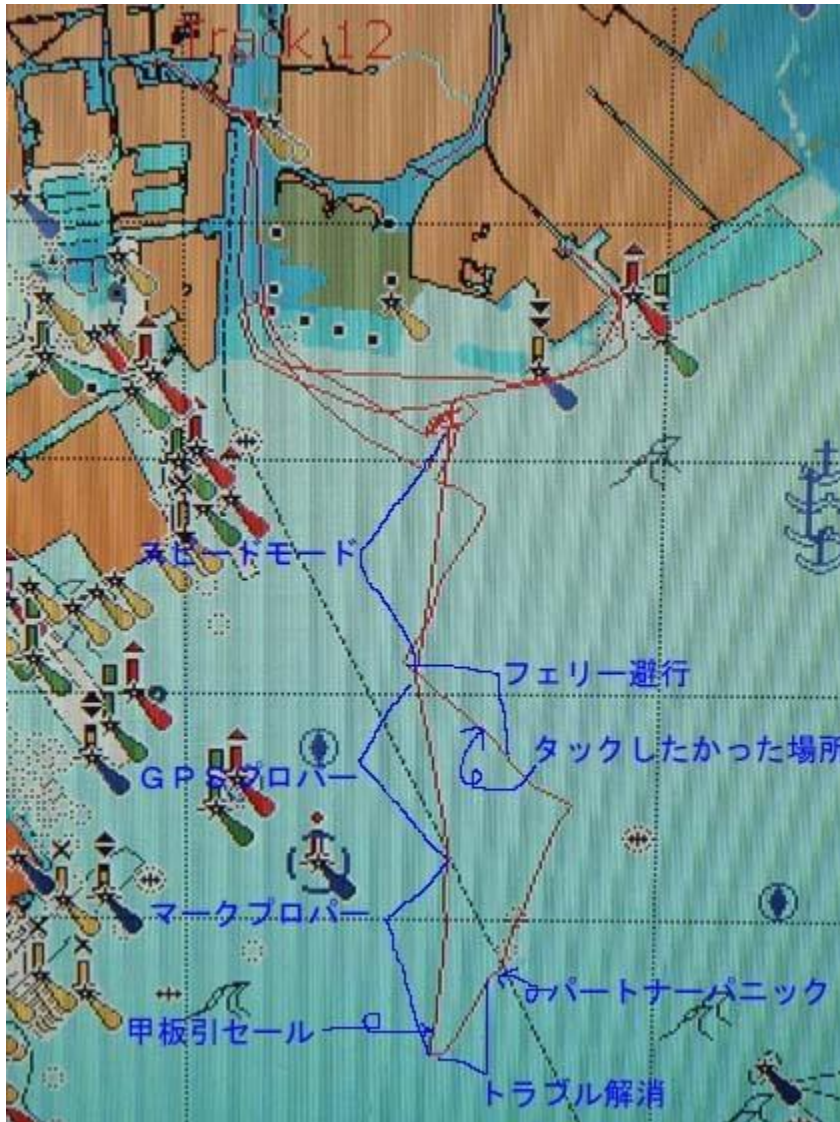 Track 12
スピードモード
フェリー避行
タックしたかった場所
GPSプロパー
マークプロパー
パートナーパニック
甲板引セール
トラブル解消